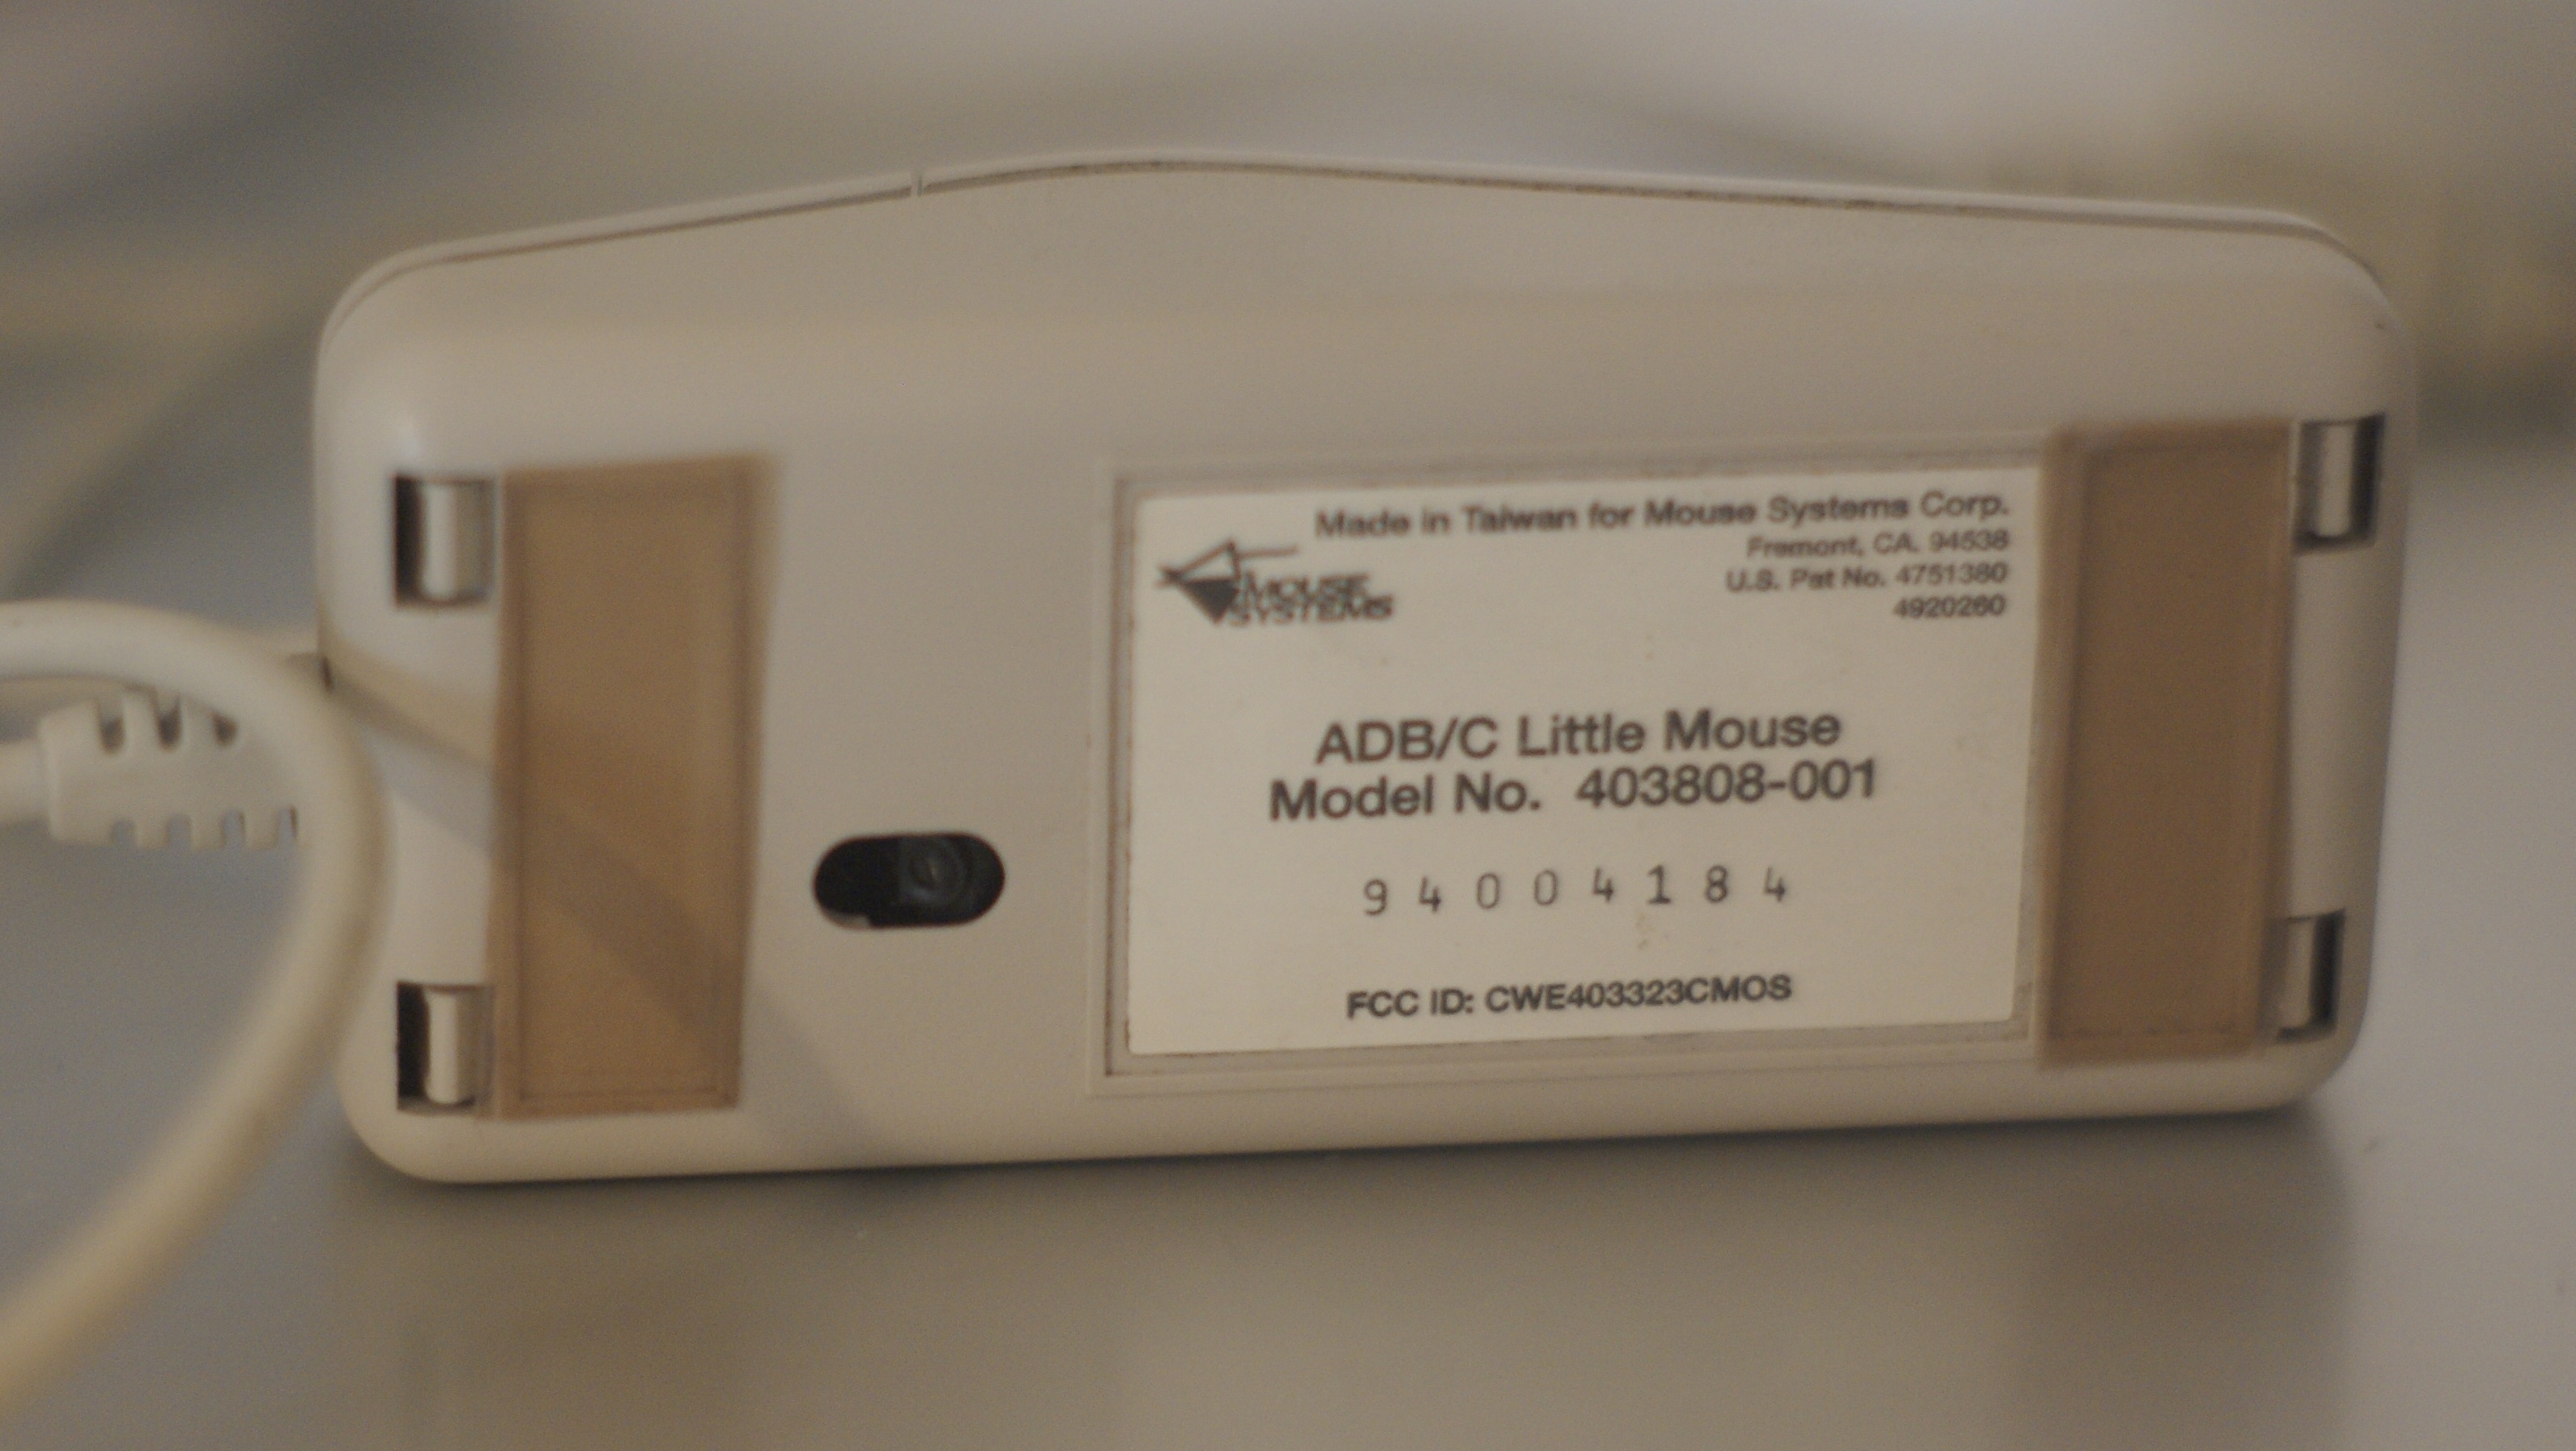 Made in Taiwan for Mouse Systems Corp.
Fremont, CA. 94538
U.S. Pat No. 4751380
4920260
MOUSE
SYSTEMS
ADB/C Little Mouse
Model No. 403808-001
94004184
FCC ID: CWE403323CMOS